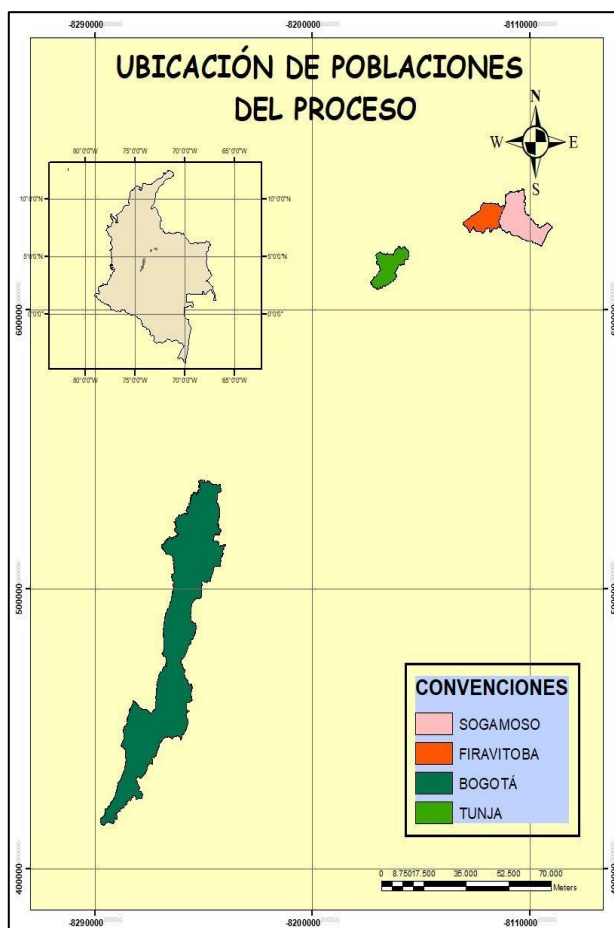 -8290000 -8200000 -8110000
UBICACIÓN DE POBLACIONES
DEL PROCESO
N
W E
S
80°0'0"W 75°0'0"W 70°0'0"W 65°0'0"W
10°0'0"N 10°0'0"N
5°0'0"N 5°0'0"N
0°0'0" 0°0'0"
80°0'0"W 75°0'0"W 70°0'0"W 65°0'0"W
600000 600000
500000 500000
CONVENCIONES
SOGAMOSO
FIRAVITOBA
BOGOTÁ
TUNJA
400000 400000
0 8.750 17.500 35.000 52.500 70.000
Meters
-8290000 -8200000 -8110000